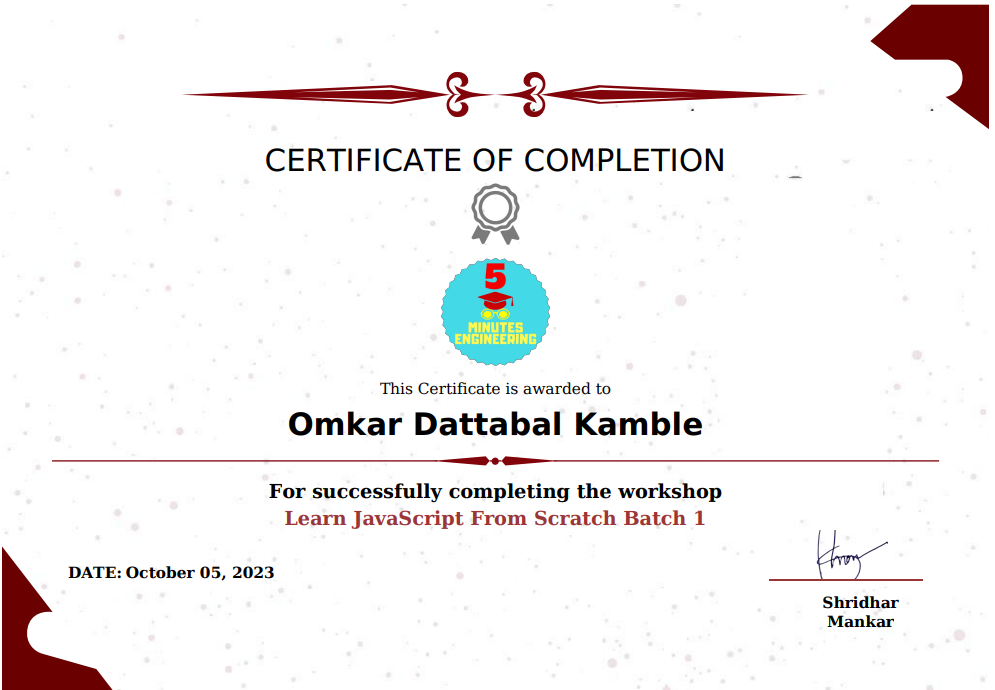 CERTIFICATE OF COMPLETION
5
MINUTES
ENGINEERING
This Certificate is awarded to
Omkar Dattabal Kamble
For successfully completing the workshop
Learn JavaScript From Scratch Batch 1
DATE: October 05, 2023
Shridhar
Mankar